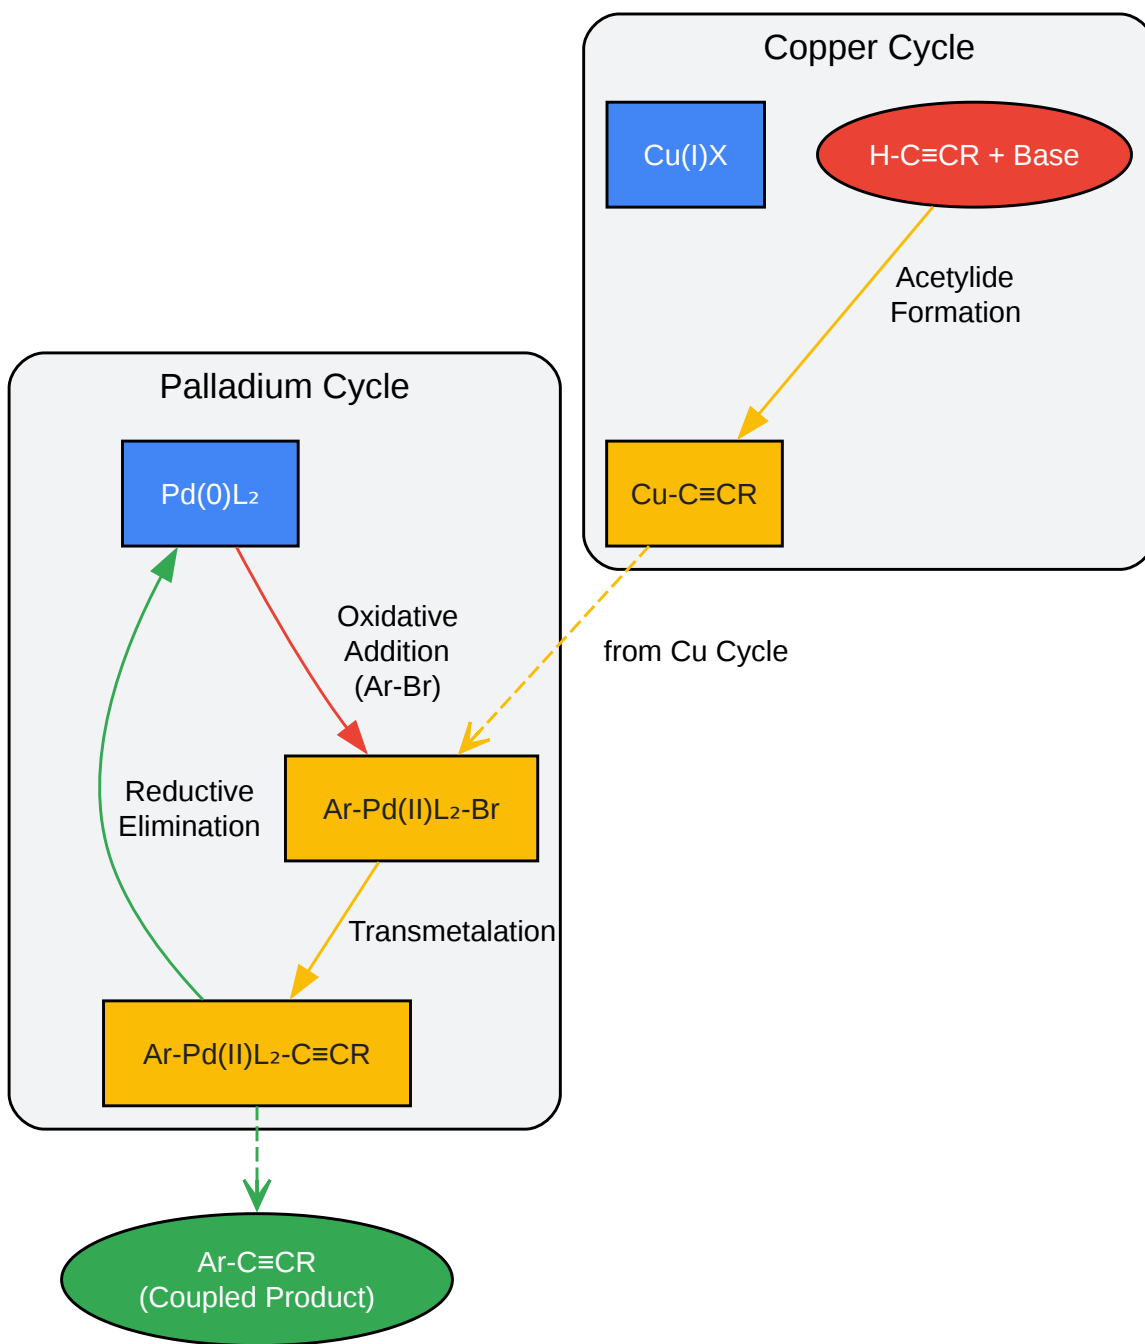 Copper Cycle
Cu(I)X
H-C≡CR + Base
Acetylide
Formation
Cu-C≡CR
Palladium Cycle
Pd(0)L₂
Oxidative
Addition
(Ar-Br)
from Cu Cycle
Ar-Pd(II)L₂-Br
Reductive
Elimination
Transmetalation
Ar-Pd(II)L₂-C≡CR
Ar-C≡CR
(Coupled Product)